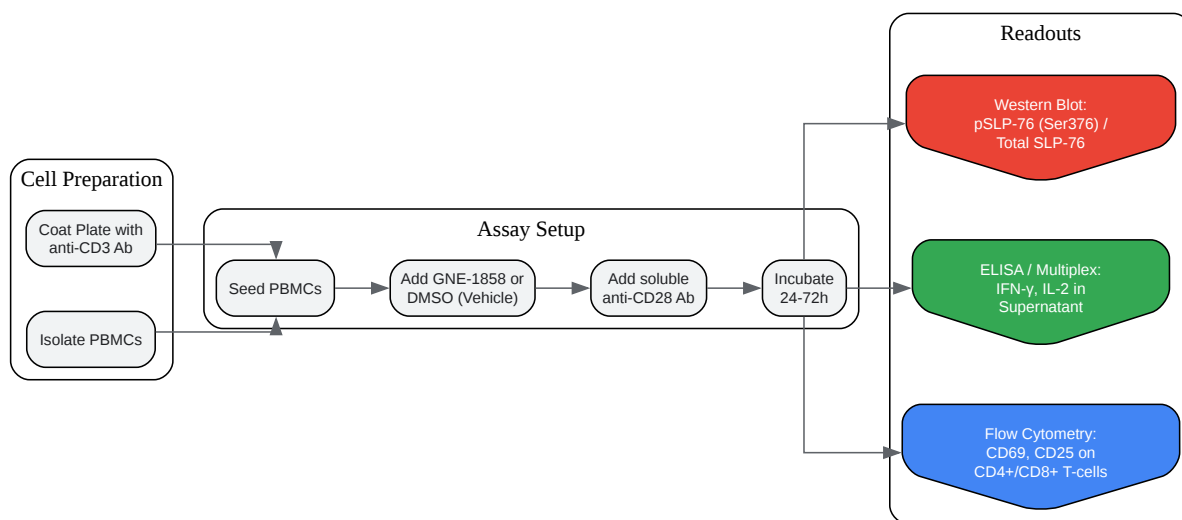 Cell Preparation
Coat Plate with
anti-CD3 Ab
Isolate PBMCs
Assay Setup
Seed PBMCs
Add GNE-1858 or
DMSO (Vehicle)
Add soluble
anti-CD28 Ab
Incubate
24-72h
Readouts
Western Blot:
pSLP-76 (Ser376) /
Total SLP-76
ELISA / Multiplex:
IFN-γ, IL-2 in
Supernatant
Flow Cytometry:
CD69, CD25 on
CD4+/CD8+ T-cells